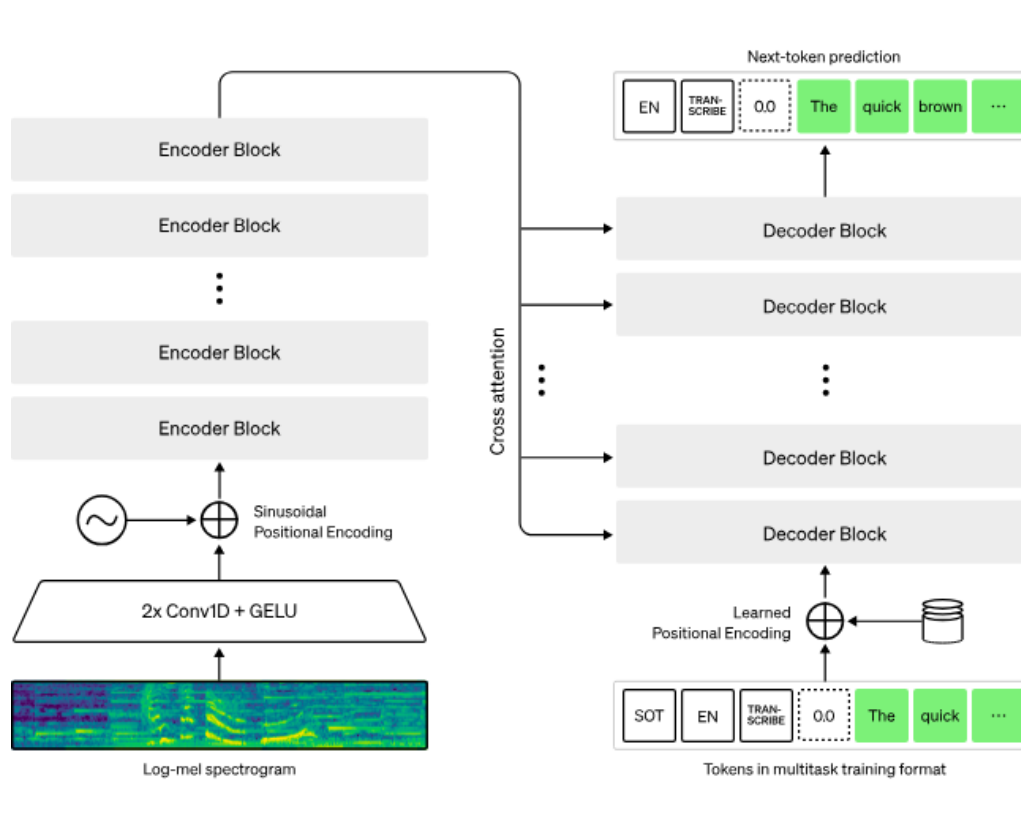 Next-token prediction
EN
TRAN-
SCRIBE
0.0
The
quick
brown
...
Encoder Block
Encoder Block
Encoder Block
Encoder Block
Sinusoidal
Positional Encoding
2x Conv1D + GELU
Log-mel spectrogram
Cross attention
Decoder Block
Decoder Block
Decoder Block
Decoder Block
Learned
Positional Encoding
SOT
EN
TRAN-
SCRIBE
0.0
The
quick
...
Tokens in multitask training format